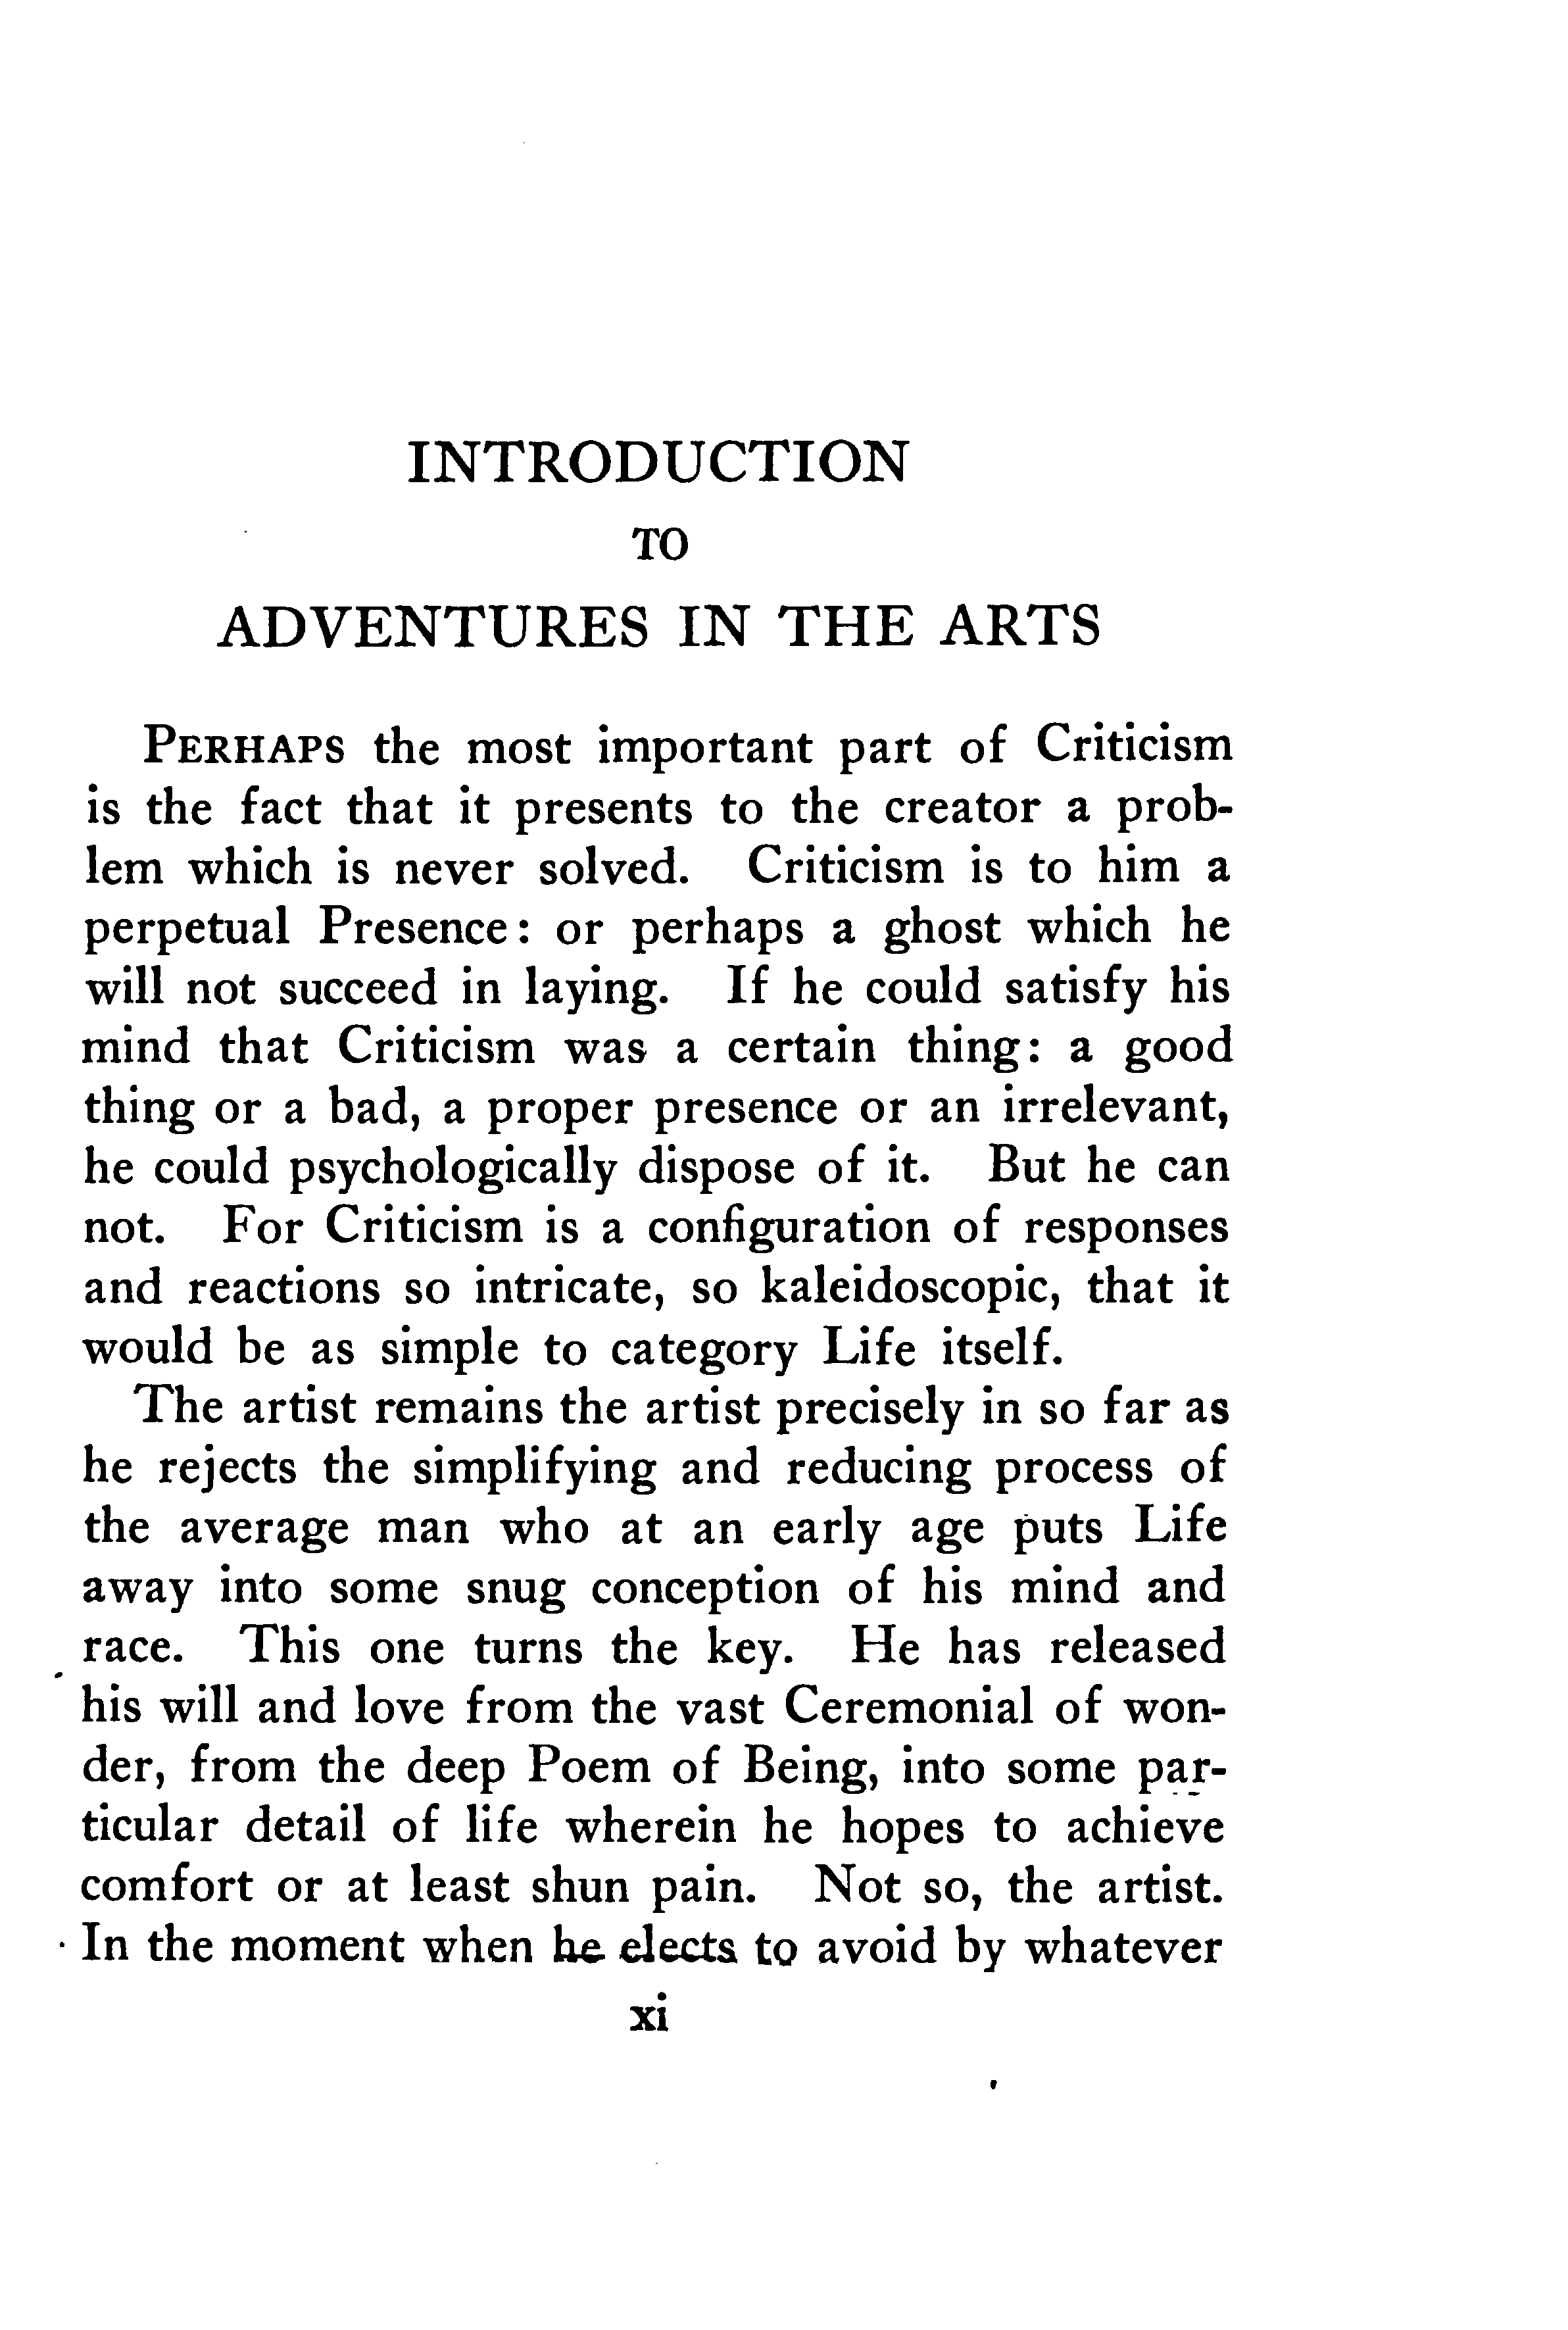 INTRODUCTION
TO
ADVENTURES IN THE ARTS
PERHAPS the most important part of Criticism
is the fact that it presents to the creator a prob-
lem which is never solved. Criticism is to him a
perpetual Presence: or perhaps a ghost which he
will not succeed in laying. If he could satisfy his
mind that Criticism was a certain thing: a good
thing or a bad, a proper presence or an irrelevant,
he could psychologically dispose of it. But he can
not. For Criticism is a configuration of responses
and reactions so intricate, so kaleidoscopic, that it
would be as simple to category Life itself.
The artist remains the artist precisely in so far as
he rejects the simplifying and reducing process of
the average man who at an early age puts Life
away into some snug conception of his mind and
race. This one turns the key. He has released
his will and love from the vast Ceremonial of won-
der, from the deep Poem of Being, into some par-
ticular detail of life wherein he hopes to achieve
comfort or at least shun pain. Not so, the artist.
In the moment when he elects to avoid by whatever
xi